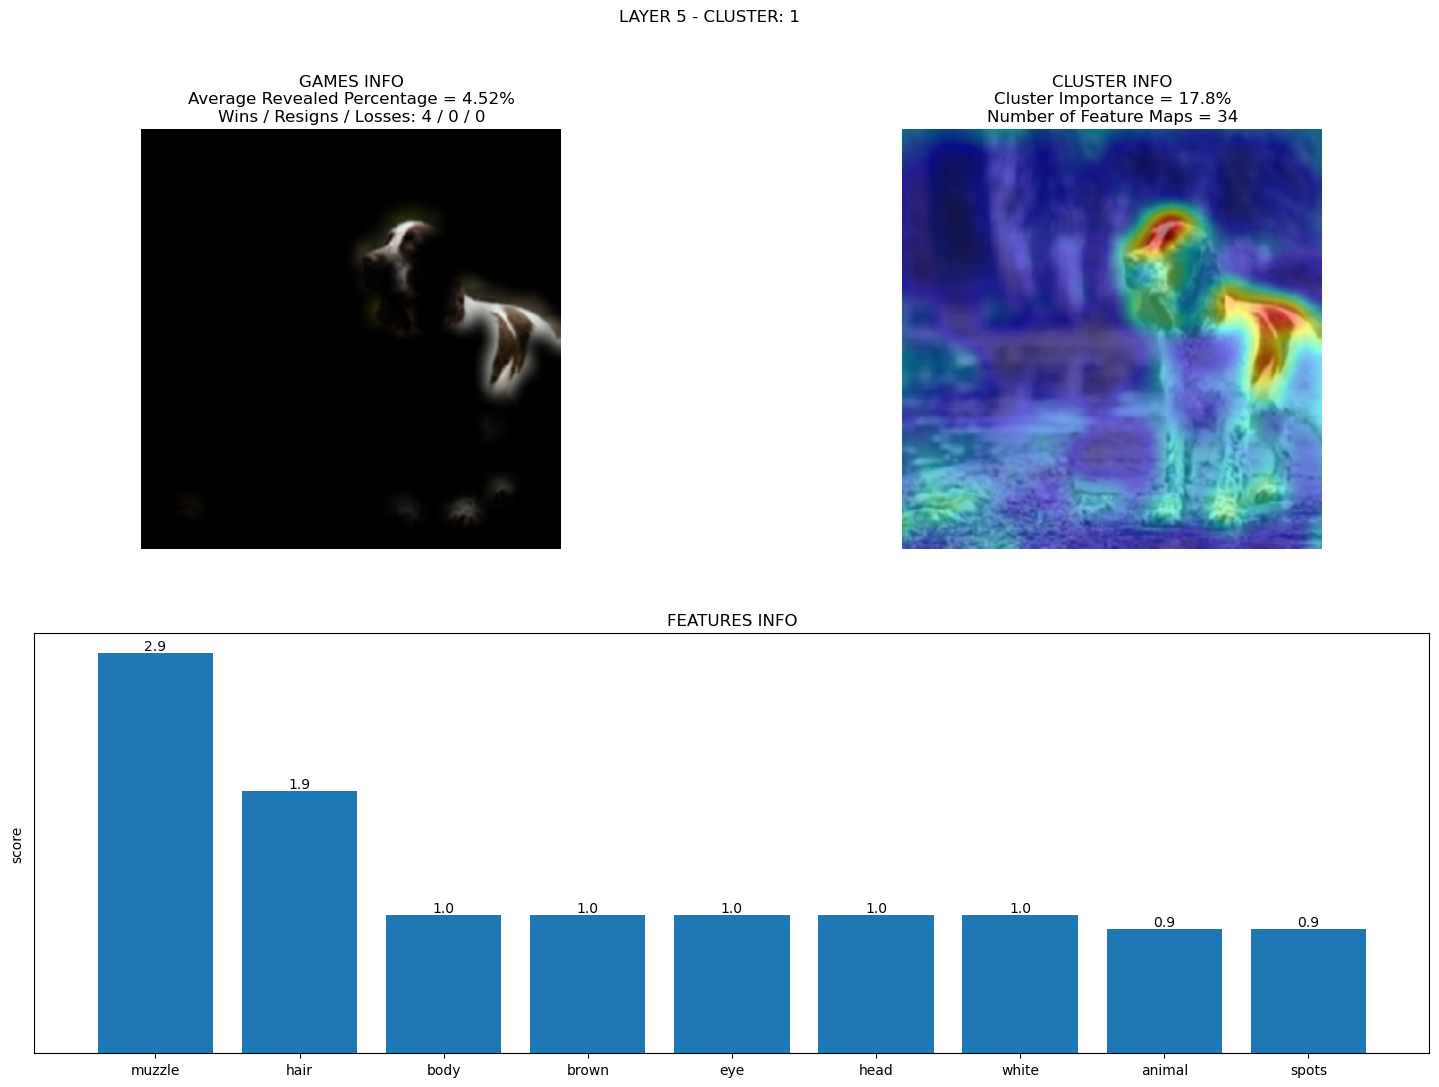 LAYER 5 - CLUSTER: 1
GAMES INFO
Average Revealed Percentage = 4.52%
Wins / Resigns / Losses: 4 / 0 / 0
CLUSTER INFO
Cluster Importance = 17.8%
Number of Feature Maps = 34
FEATURES INFO
score
2.9
1.9
1.0
1.0
1.0
1.0
1.0
0.9
0.9
muzzle
hair
body
brown
eye
head
white
animal
spots